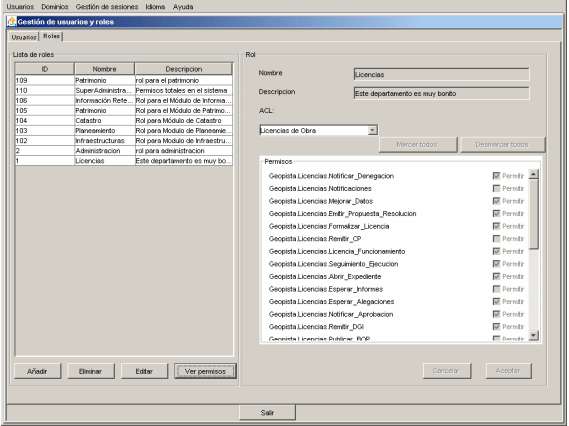 Usuarios Dominios Gestión de sesiones Idioma Ayuda
Gestión de usuarios y roles
Usuarios Roles
Lista de roles
ID Nombre Descripcion
109 Patrimonio rol para el patrimonio
110 SuperAdministra... Permisos totales en el sistema
106 Información Refe... Rol para el Módulo de Informa...
105 Patrimonio Rol para el Módulo de Patrimo...
104 Catastro Rol para Módulo de Catastro
103 Planeamiento Rol para Módulo de Planeamie...
102 Infraestructuras Rol para Módulo de Infraestru...
2 Administracion rol para administracion
1 Licencias Este departamento es muy bo...
Añadir Eliminar Editar Ver permisos
Rol
Nombre Licencias
Descripcion Este departamento es muy bonito
ACL:
Licencias de Obra
Mercar todos Desmercar todos
Permisos
Geopista.Licencias.Notificar_Denegacion Permitir
Geopista.Licencias.Notificaciones Permitir
Geopista.Licencias.Mejorar_Datos Permitir
Geopista.Licencias.Emitir_Propuesta_Resolucion Permitir
Geopista.Licencias.Formalizar_Licencia Permitir
Geopista.Licencias.Remitir_CP Permitir
Geopista.Licencias.Licencia_Funcionamiento Permitir
Geopista.Licencias.Seguimiento_Ejecucion Permitir
Geopista.Licencias.Abrir_Expediente Permitir
Geopista.Licencias.Esperar_Informes Permitir
Geopista.Licencias.Esperar_Alegaciones Permitir
Geopista.Licencias.Notificar_Aprobacion Permitir
Geopista.Licencias.Remitir_DGI Permitir
Geopista.Licencias.Publicar_BOP Permitir
Cancelar Aceptar
Salir